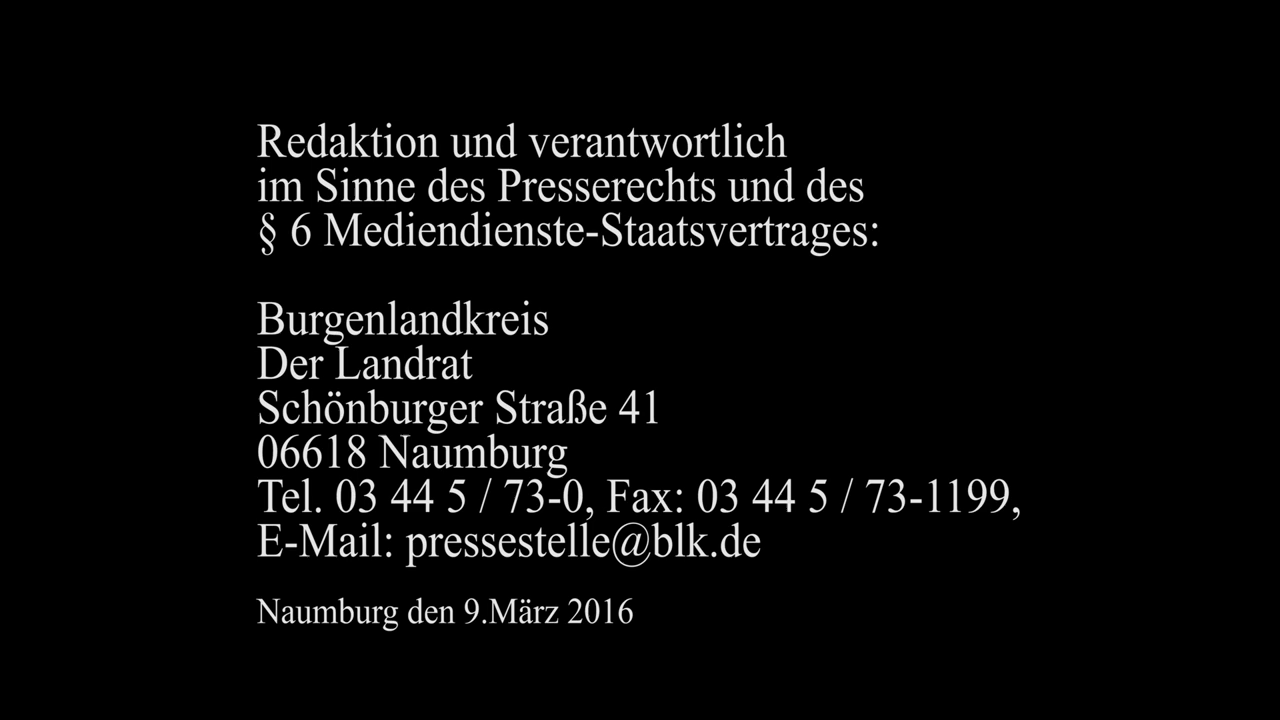 Redaktion und verantwortlich
im Sinne des Presserechts und des
§ 6 Mediendienste-Staatsvertrages:
Burgenlandkreis
Der Landrat
Schönburger Straße 41
06618 Naumburg
Tel. 03 44 5 / 73-0, Fax: 03 44 5 / 73-1199,
E-Mail: pressestelle@blk.de
Naumburg den 9.März 2016